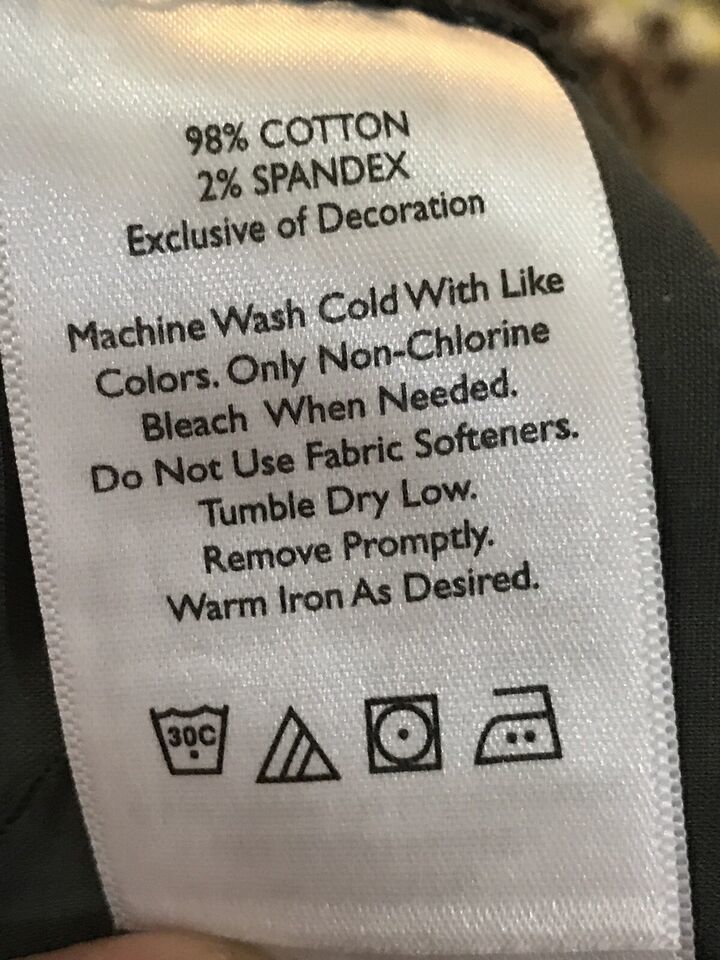 98% COTTON
2% SPANDEX
Exclusive of Decoration
Machine Wash Cold With Like
Colors. Only Non-Chlorine
Bleach When Needed.
Do Not Use Fabric Softeners.
Tumble Dry Low.
Remove Promptly.
Warm Iron As Desired.
30C